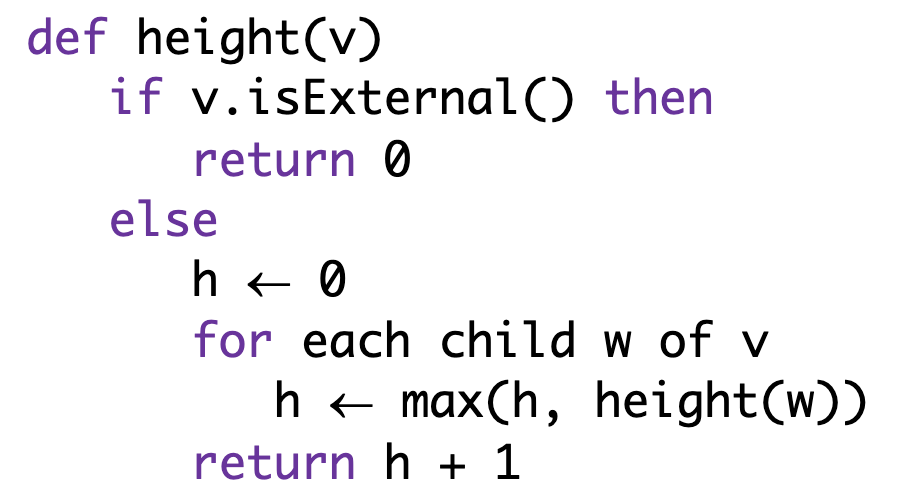 def height(v)
if v.isExternal() then
return 0
else
h ← 0
for each child w of v
h ← max(h, height(w))
return h + 1